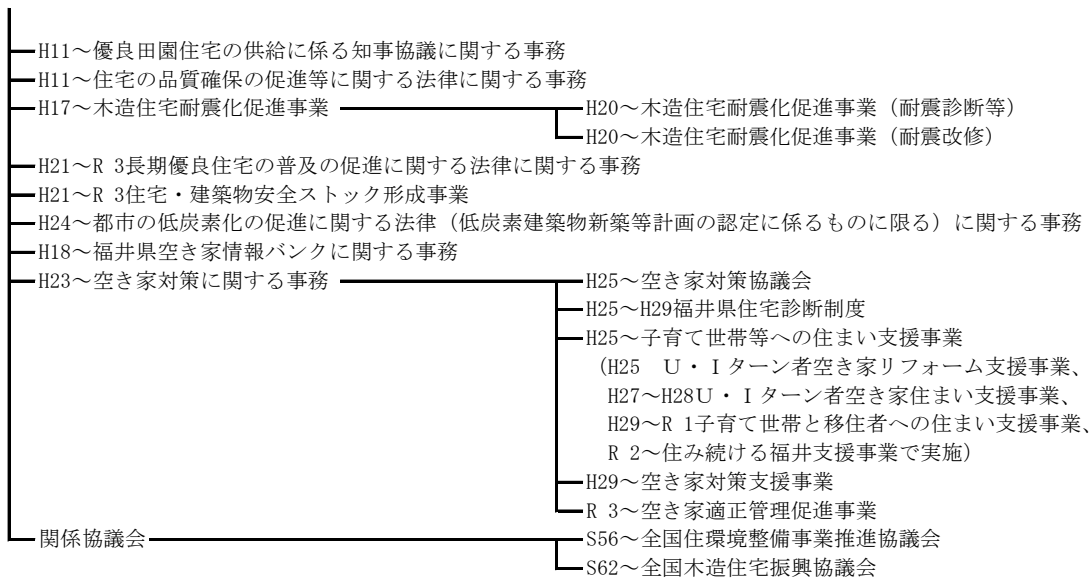 H11～優良田園住宅の供給に係る知事協議に関する事務
H11～住宅の品質確保の促進等に関する法律に関する事務
H17～木造住宅耐震化促進事業
H20～木造住宅耐震化促進事業（耐震診断等）
H20～木造住宅耐震化促進事業（耐震改修）
H21～R 3長期優良住宅の普及の促進に関する法律に関する事務
H21～R 3住宅・建築物安全ストック形成事業
H24～都市の低炭素化の促進に関する法律（低炭素建築物新築等計画の認定に係るものに限る）に関する事務
H18～福井県空き家情報バンクに関する事務
H23～空き家対策に関する事務
H25～空き家対策協議会
H25～H29福井県住宅診断制度
H25～子育て世帯等への住まい支援事業
（H25　Ｕ・Ｉターン者空き家リフォーム支援事業、
H27～H28Ｕ・Ｉターン者空き家住まい支援事業、
H29～R 1子育て世帯と移住者への住まい支援事業、
R 2～住み続ける福井支援事業で実施）
H29～空き家対策支援事業
R 3～空き家適正管理促進事業
関係協議会
S56～全国住環境整備事業推進協議会
S62～全国木造住宅振興協議会